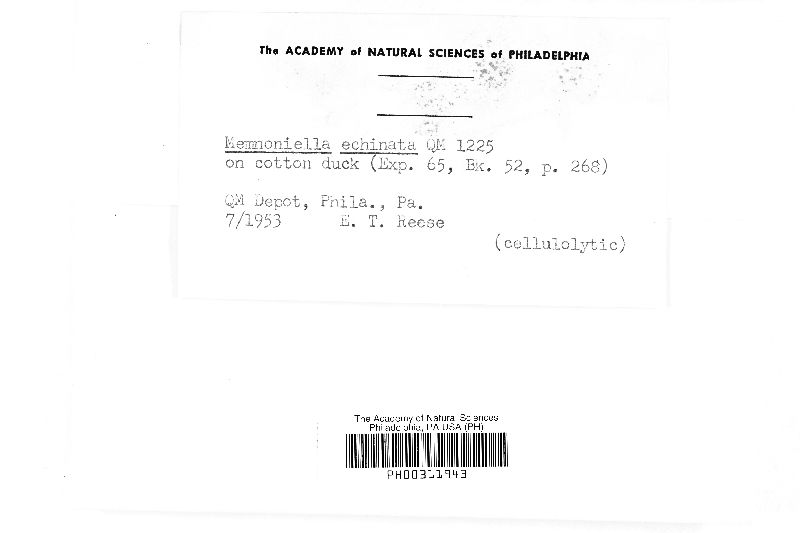 The ACADEMY of NATURAL SCIENCES of PHILADELPHIA
Memnoniella echinata QM 1225
on cotton duck (Exp. 65, Bk. 52, p. 268)
QM Depot, Phila., Pa.
7/1953 E. T. Reese
(cellulolytic)
The Academy of Natural Sciences
Philadelphia, PA USA (PH)
PH00311943